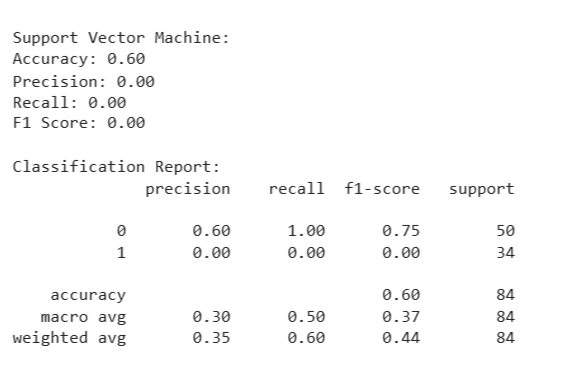 Support Vector Machine:
Accuracy: 0.60
Precision: 0.00
Recall: 0.00
F1 Score: 0.00
Classification Report:
precision recall f1-score support
0 0.60 1.00 0.75 50
1 0.00 0.00 0.00 34
accuracy 0.60 84
macro avg 0.30 0.50 0.37 84
weighted avg 0.35 0.60 0.44 84